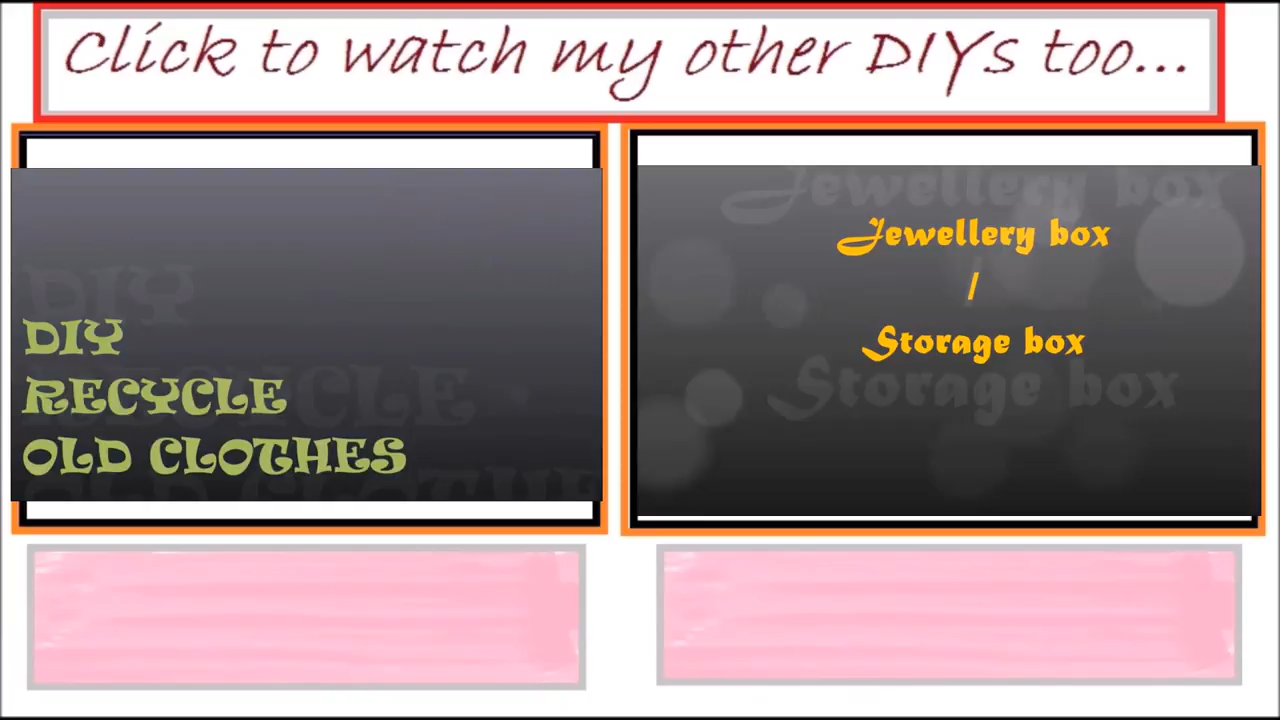 Click to watch my other DIYs too...
DIY
RECYCLE
OLD CLOTHES
Jewellery box
/
Storage box